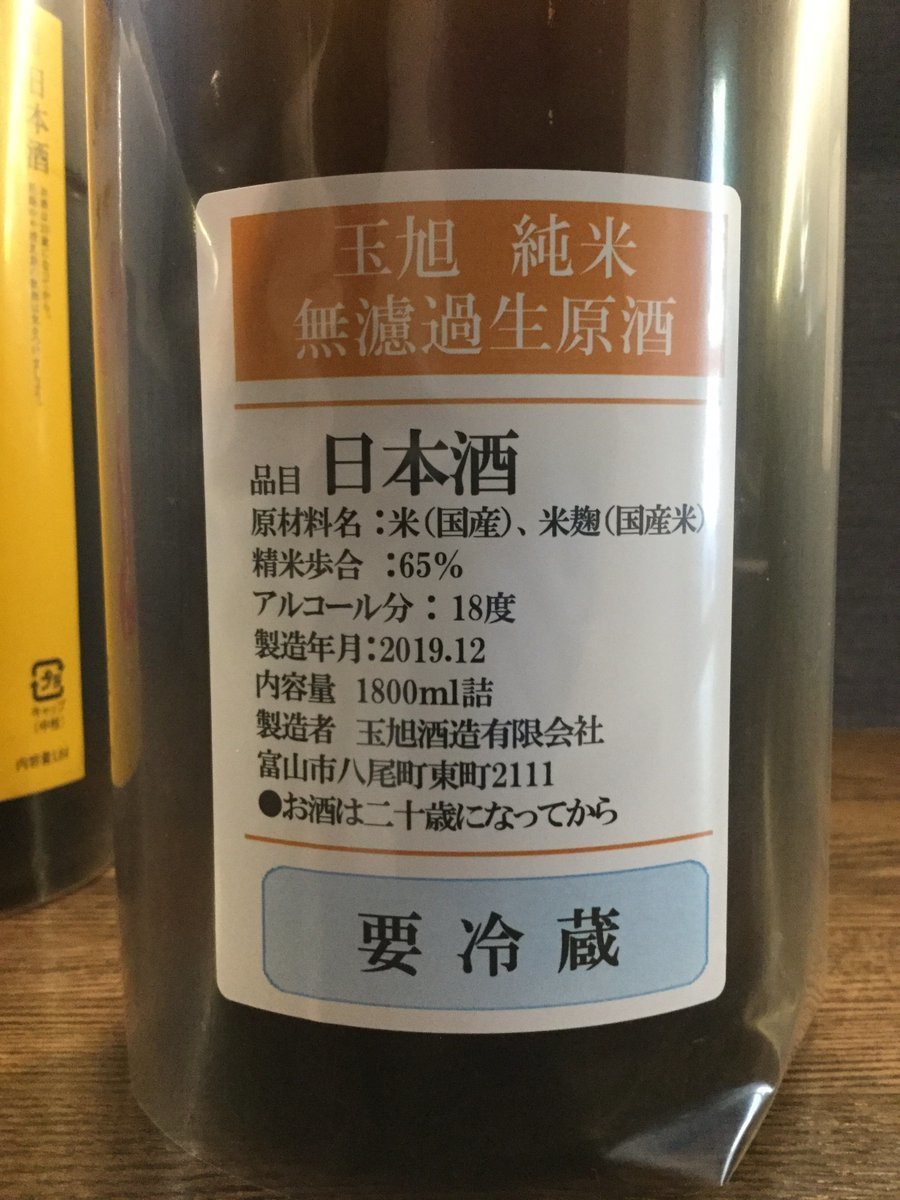 玉旭 純米
無濾過生原酒
品目 日本酒
原材料名：米（国産）、米麹（国産米）
精米歩合 ：65％
アルコール分：18度
製造年月：2019.12
内容量 1800ml詰
製造者 玉旭酒造有限会社
富山市八尾町東町2111
●お酒は二十歳になってから
要冷蔵
日本酒
キャップ